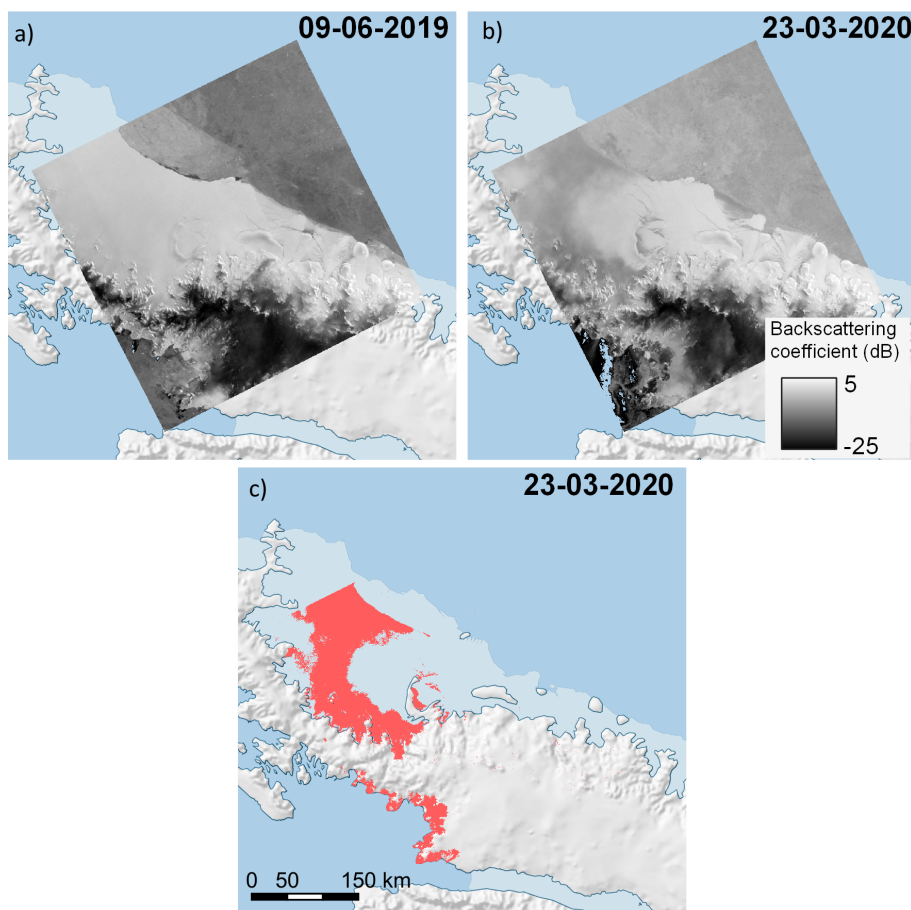 a)
09-06-2019
b)
23-03-2020
Backscattering
coefficient (dB)
5
-25
c)
23-03-2020
0 50 150 km